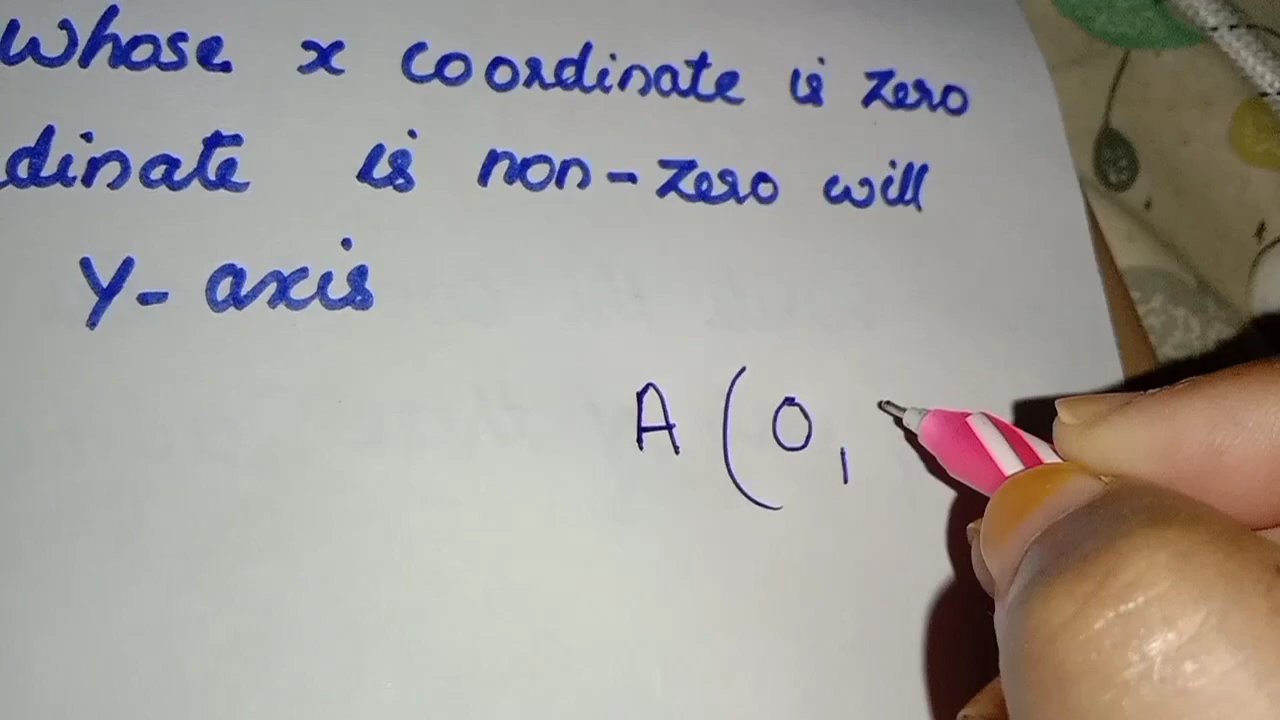 Whose x coordinate is zero
dinate is non-zero will
Y-axis
A (0,